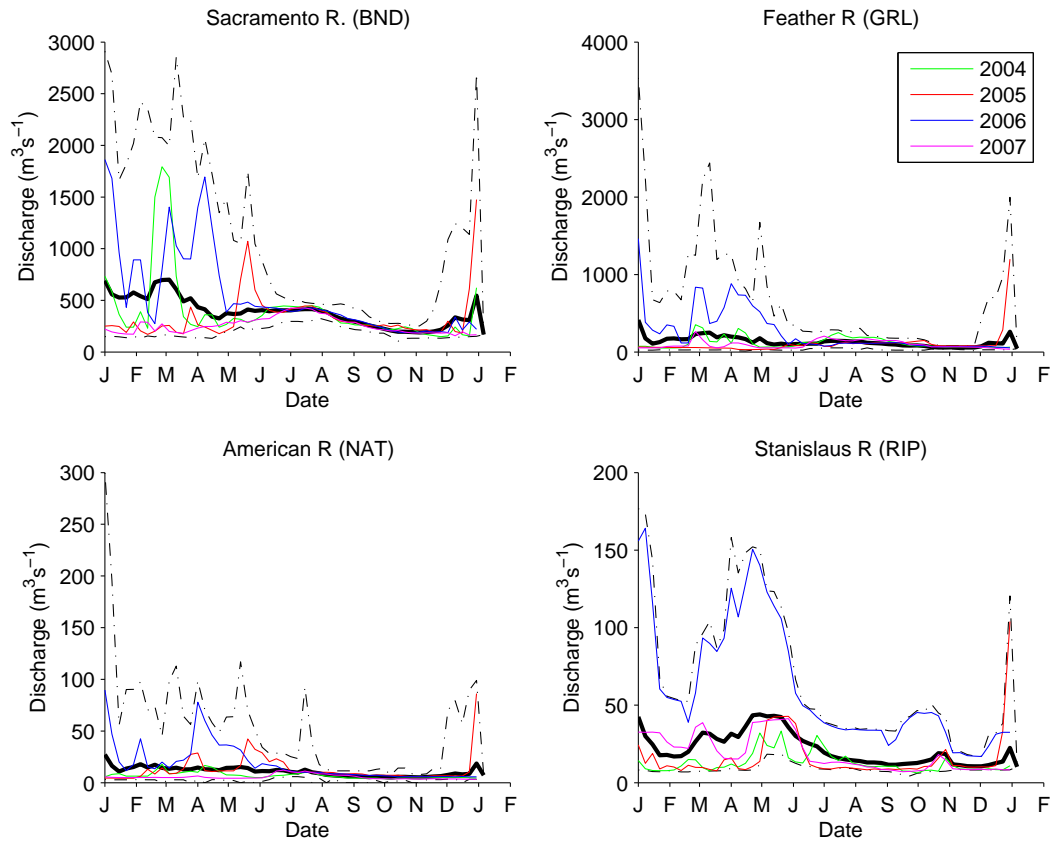 Sacramento R. (BND)
3000
2500
2000
1500
1000
500
0
Discharge (m³s⁻¹)
J F M A M J J A S O N D J F
Date
Feather R (GRL)
4000
3000
2000
1000
0
Discharge (m³s⁻¹)
J F M A M J J A S O N D J F
Date
2004
2005
2006
2007
American R (NAT)
300
250
200
150
100
50
0
Discharge (m³s⁻¹)
J F M A M J J A S O N D J F
Date
Stanislaus R (RIP)
200
150
100
50
0
Discharge (m³s⁻¹)
J F M A M J J A S O N D J F
Date